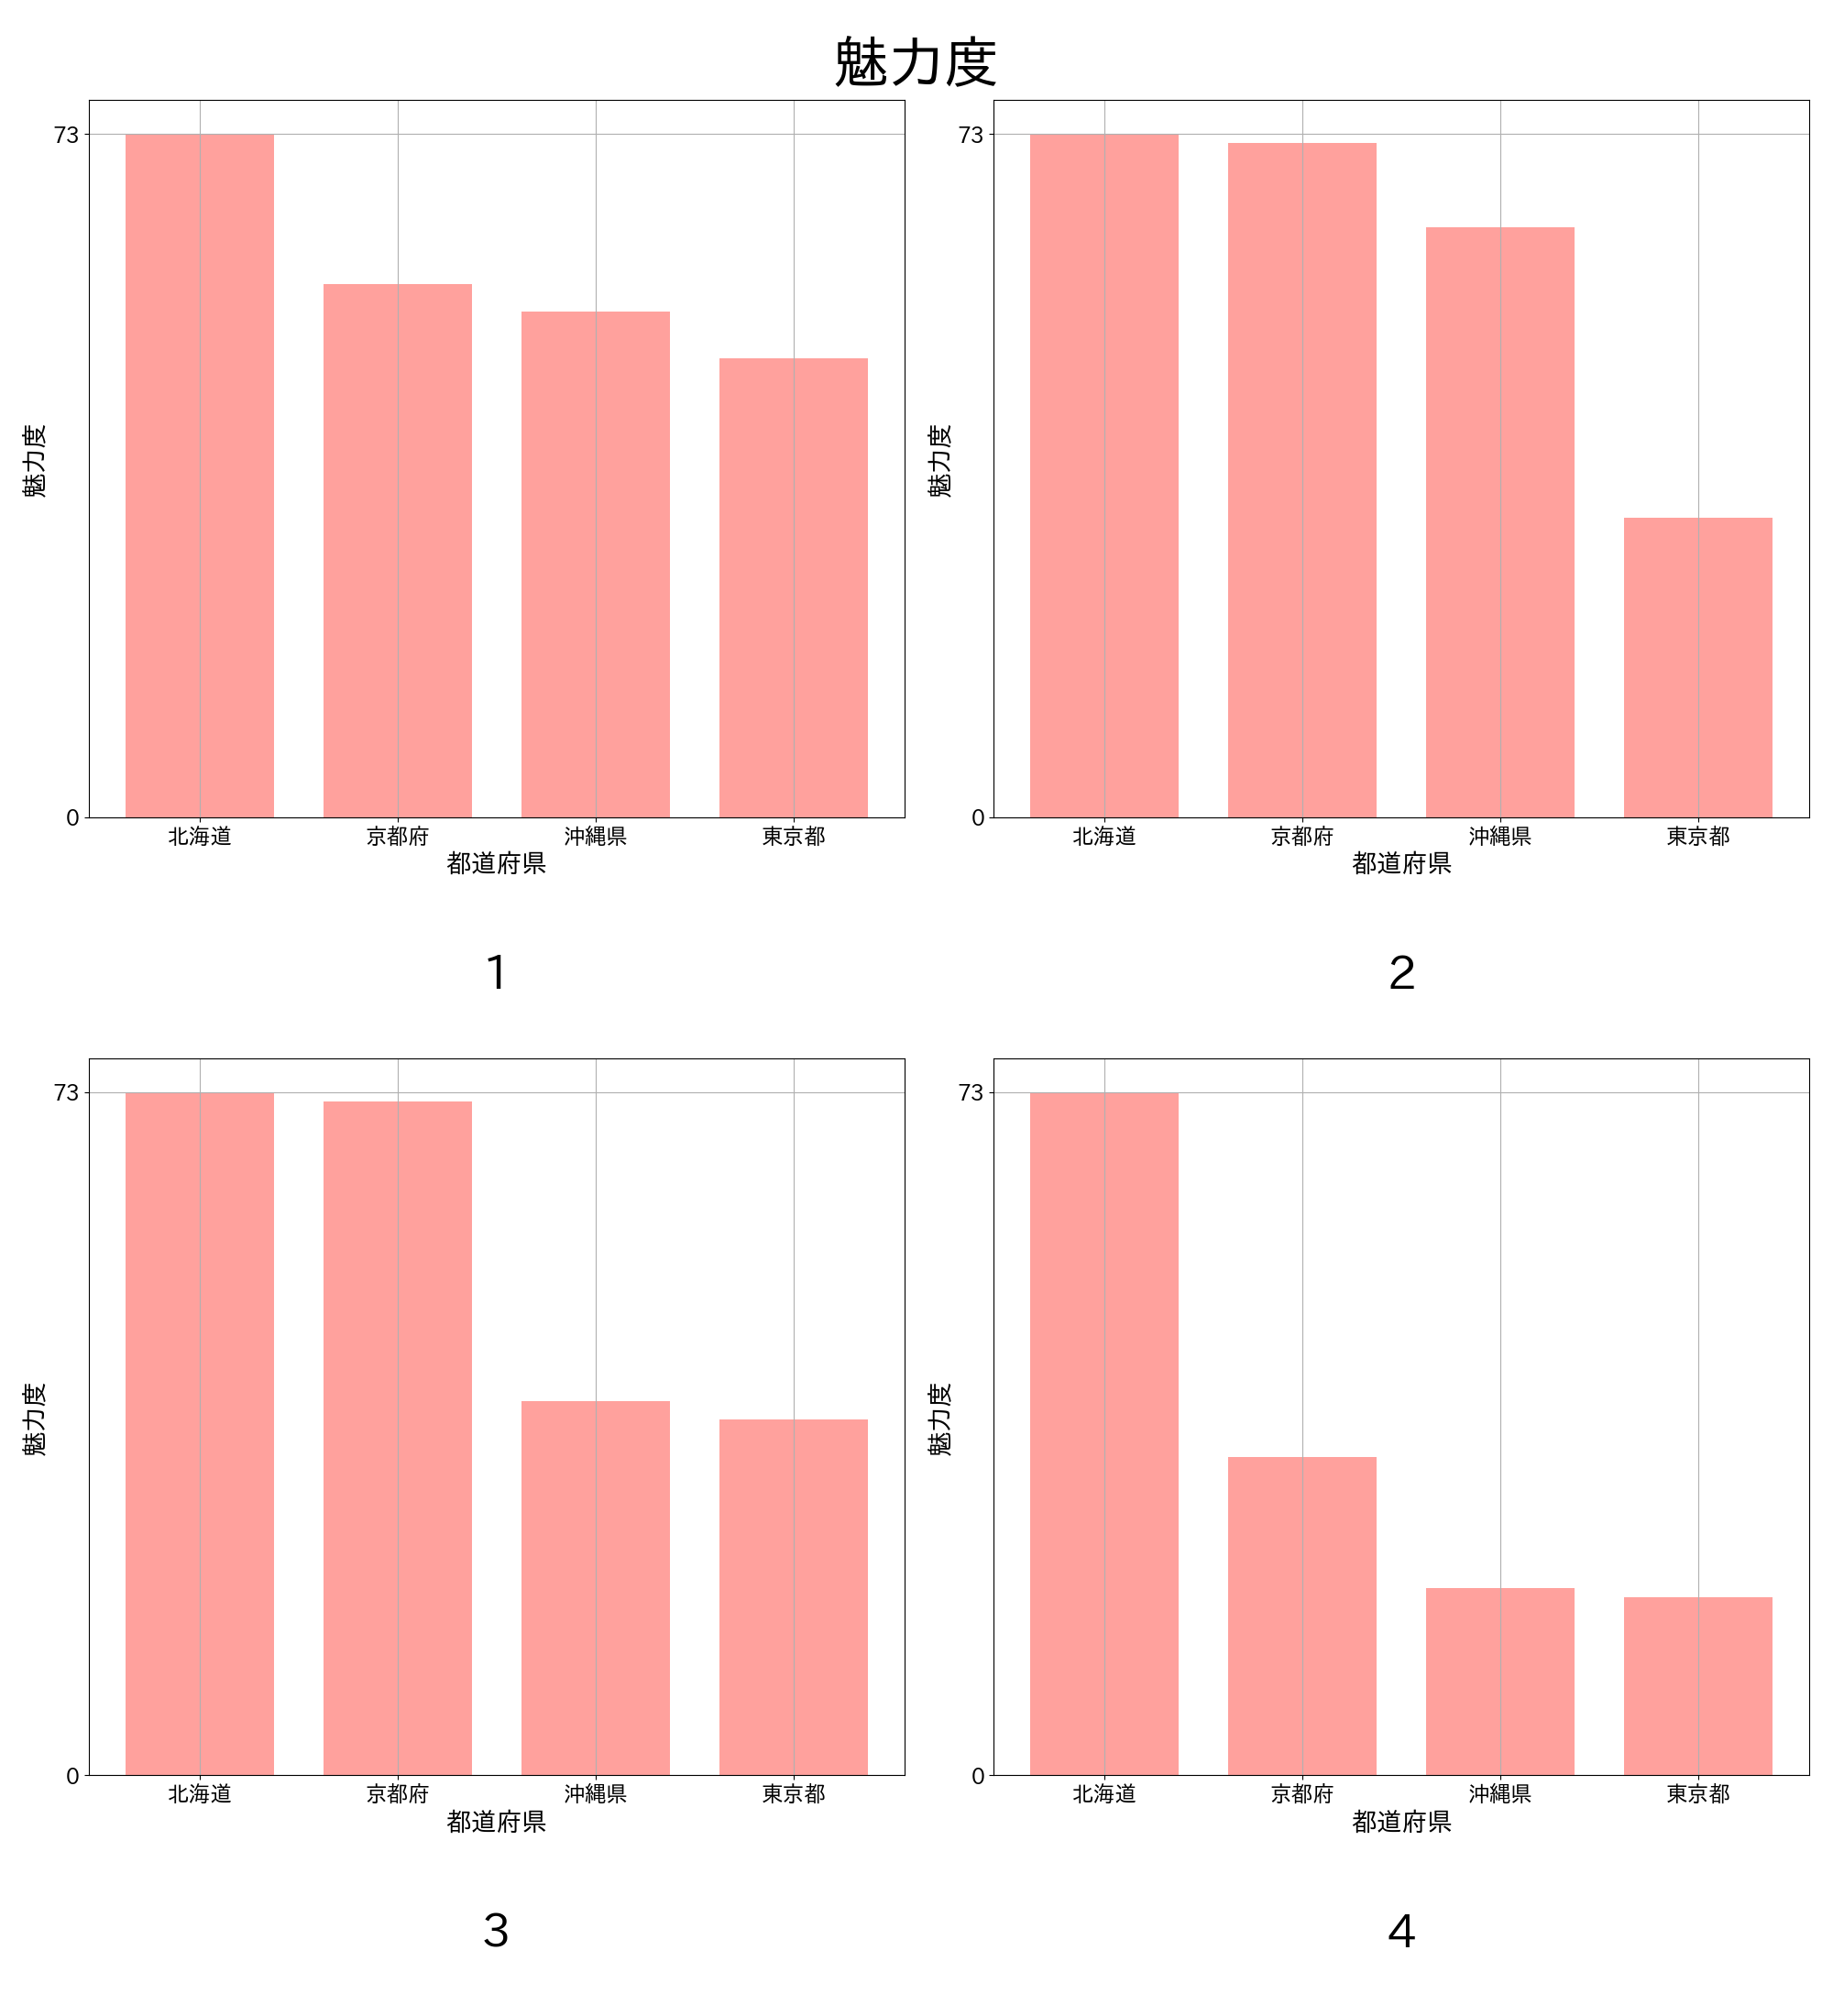 魅力度
73
0
魅力度
北海道 京都府 沖縄県 東京都
都道府県
1
73
0
魅力度
北海道 京都府 沖縄県 東京都
都道府県
2
73
0
魅力度
北海道 京都府 沖縄県 東京都
都道府県
3
73
0
魅力度
北海道 京都府 沖縄県 東京都
都道府県
4